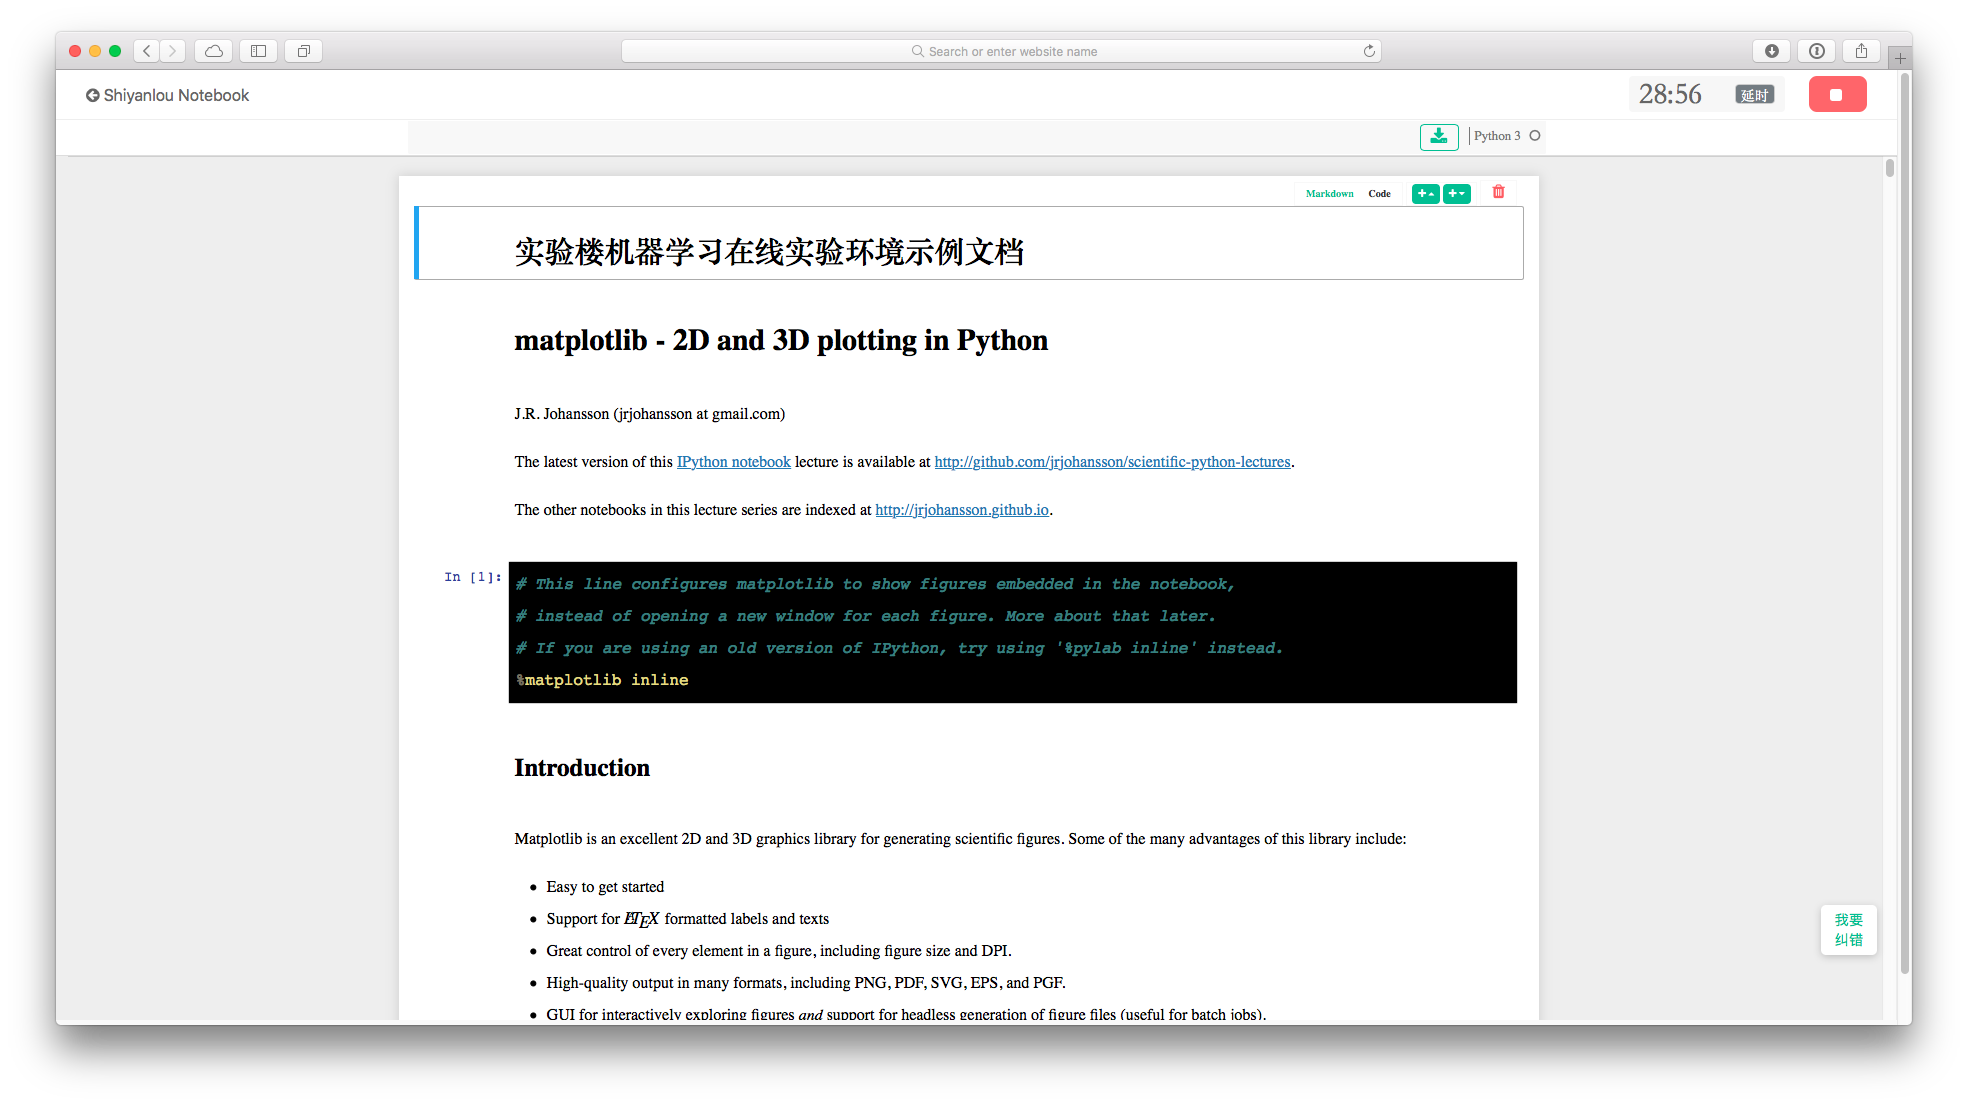 Search or enter website name
Shiyanlou Notebook
28:56 延时
Python 3
Markdown Code
实验楼机器学习在线实验环境示例文档
matplotlib - 2D and 3D plotting in Python
J.R. Johansson (jrjohansson at gmail.com)
The latest version of this IPython notebook lecture is available at http://github.com/jrjohansson/scientific-python-lectures.
The other notebooks in this lecture series are indexed at http://jrjohansson.github.io.
In [1]:
# This line configures matplotlib to show figures embedded in the notebook,
# instead of opening a new window for each figure. More about that later.
# If you are using an old version of IPython, try using '%pylab inline' instead.
%matplotlib inline
Introduction
Matplotlib is an excellent 2D and 3D graphics library for generating scientific figures. Some of the many advantages of this library include:
• Easy to get started
• Support for LATEX formatted labels and texts
• Great control of every element in a figure, including figure size and DPI.
• High-quality output in many formats, including PNG, PDF, SVG, EPS, and PGF.
• GUI for interactively exploring figures and support for headless generation of figure files (useful for batch jobs).
我要
纠错